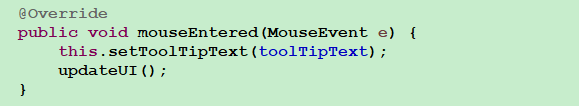 @Override
public void mouseEntered(MouseEvent e) {
    this.setToolTipText(toolTipText);
    updateUI();
}